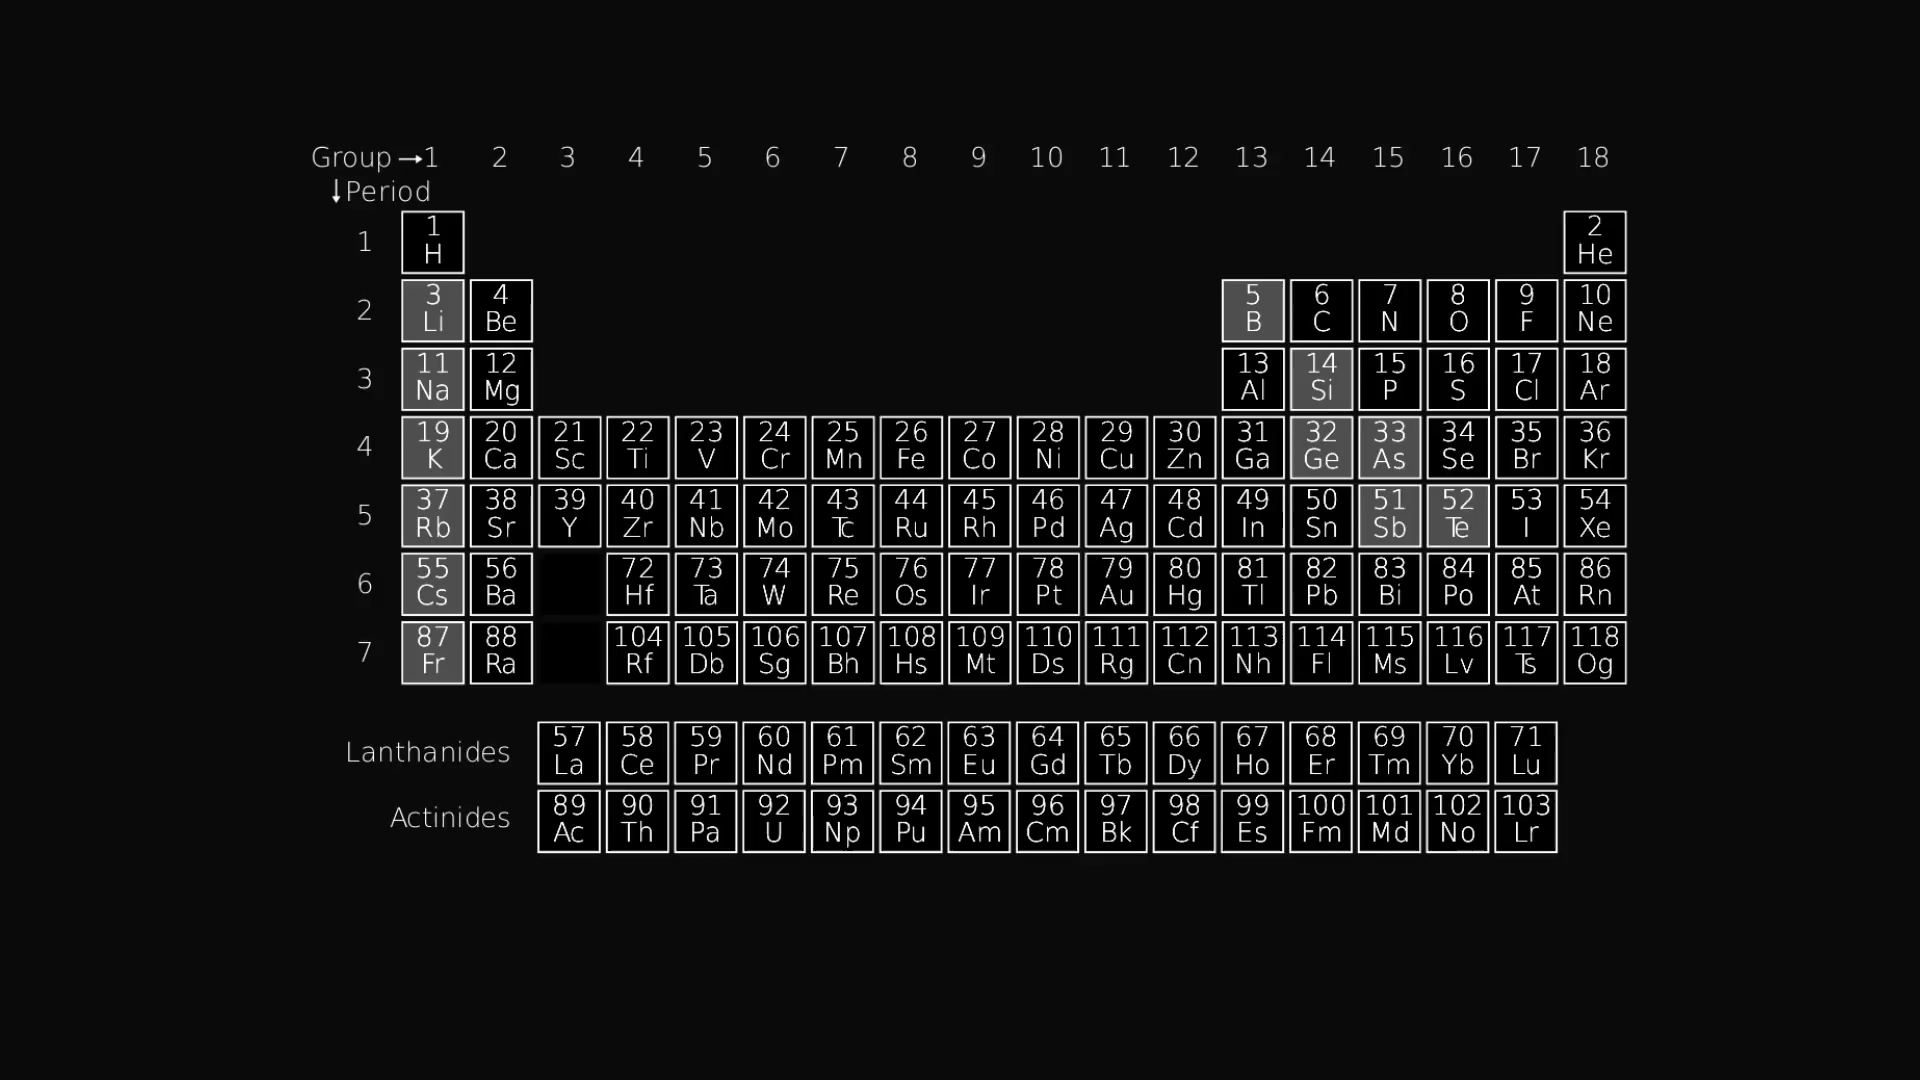 Group →1 2 3 4 5 6 7 8 9 10 11 12 13 14 15 16 17 18
↓Period
1 1 2
H He
2 3 4 5 6 7 8 9 10
Li Be B C N O F Ne
3 11 12 13 14 15 16 17 18
Na Mg Al Si P S Cl Ar
4 19 20 21 22 23 24 25 26 27 28 29 30 31 32 33 34 35 36
K Ca Sc Ti V Cr Mn Fe Co Ni Cu Zn Ga Ge As Se Br Kr
5 37 38 39 40 41 42 43 44 45 46 47 48 49 50 51 52 53 54
Rb Sr Y Zr Nb Mo Tc Ru Rh Pd Ag Cd In Sn Sb Te I Xe
6 55 56 72 73 74 75 76 77 78 79 80 81 82 83 84 85 86
Cs Ba Hf Ta W Re Os Ir Pt Au Hg Tl Pb Bi Po At Rn
7 87 88 104 105 106 107 108 109 110 111 112 113 114 115 116 117 118
Fr Ra Rf Db Sg Bh Hs Mt Ds Rg Cn Nh Fl Ms Lv Ts Og
Lanthanides 57 58 59 60 61 62 63 64 65 66 67 68 69 70 71
La Ce Pr Nd Pm Sm Eu Gd Tb Dy Ho Er Tm Yb Lu
Actinides 89 90 91 92 93 94 95 96 97 98 99 100 101 102 103
Ac Th Pa U Np Pu Am Cm Bk Cf Es Fm Md No Lr